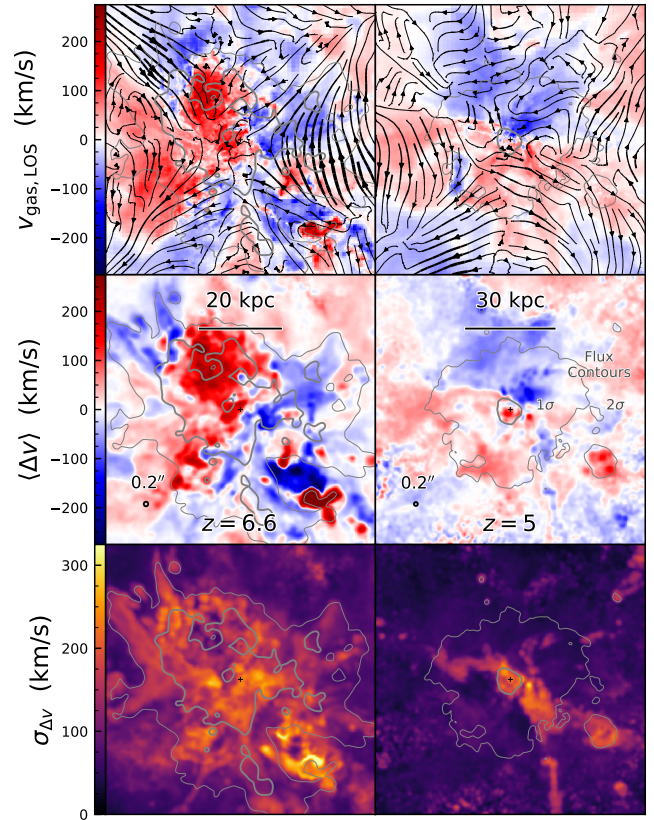 v_gas, LOS (km/s)
200
100
0
−100
−200
⟨Δv⟩ (km/s)
200
100
0
−100
−200
20 kpc
0.2″
z = 6.6
30 kpc
Flux
Contours
1σ
2σ
0.2″
z = 5
σ_Δv (km/s)
300
200
100
0